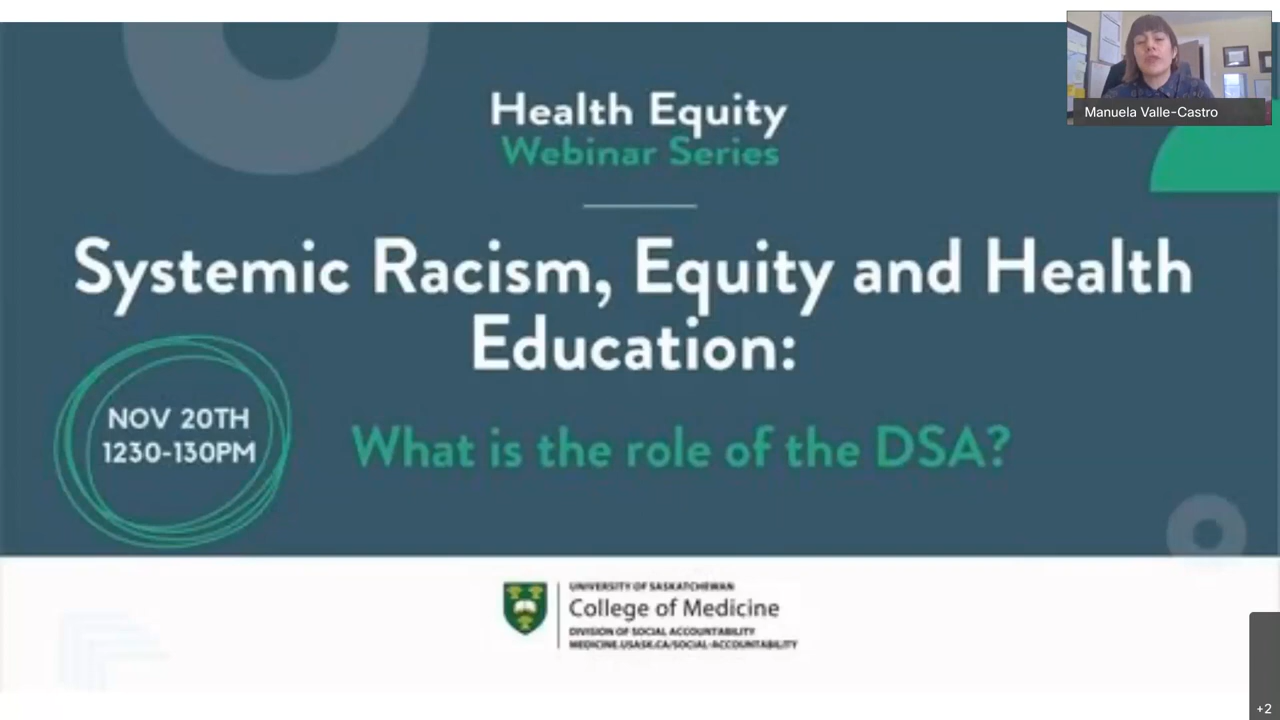 Manuela Valle-Castro
Health Equity
Webinar Series
Systemic Racism, Equity and Health
Education:
NOV 20TH
1230-130PM
What is the role of the DSA?
UNIVERSITY OF SASKATCHEWAN
College of Medicine
DIVISION OF SOCIAL ACCOUNTABILITY
MEDICINE.USASK.CA/SOCIAL-ACCOUNTABILITY
+2